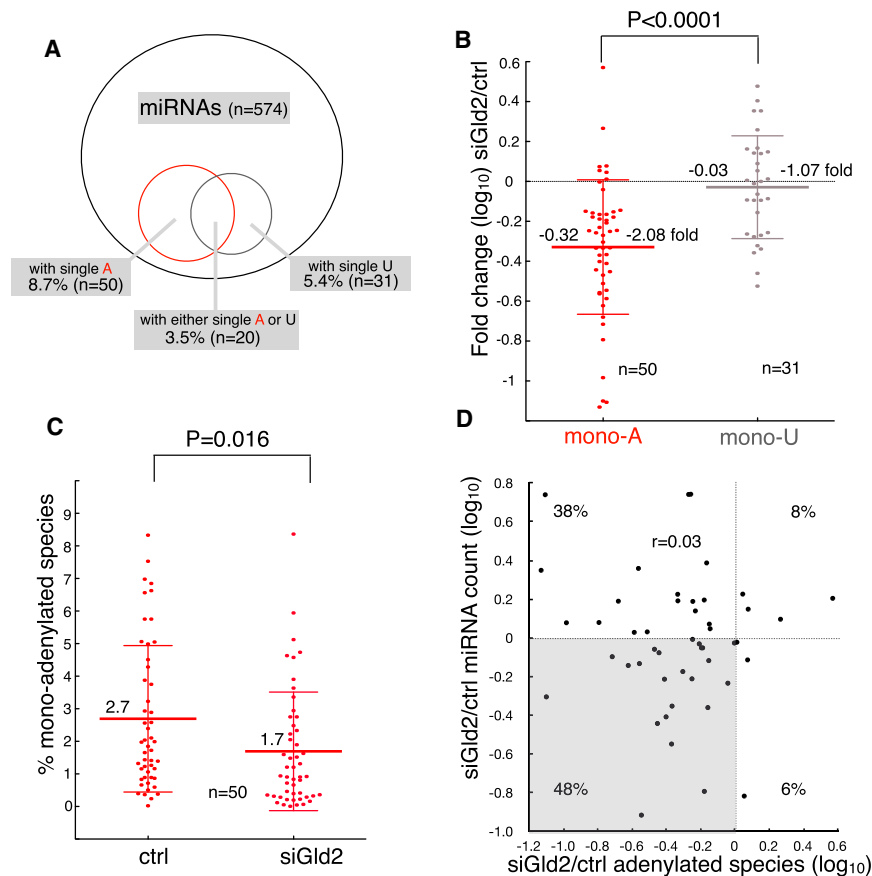 A
miRNAs (n=574)
with single A
8.7% (n=50)
with single U
5.4% (n=31)
with either single A or U
3.5% (n=20)
B
P<0.0001
Fold change (log10) siGld2/ctrl
0.6
0.4
0.2
0
-0.2
-0.4
-0.6
-0.8
-1
-0.03
-1.07 fold
-0.32
-2.08 fold
n=50
n=31
mono-A
mono-U
C
P=0.016
% mono-adenylated species
9
8
7
6
5
4
3
2
1
0
2.7
1.7
n=50
ctrl
siGld2
D
siGld2/ctrl miRNA count (log10)
0.8
0.6
0.4
0.2
0
-0.2
-0.4
-0.6
-0.8
-1.0
38%
8%
r=0.03
48%
6%
-1.2 -1.0 -0.8 -0.6 -0.4 -0.2 0 0.2 0.4 0.6
siGld2/ctrl adenylated species (log10)